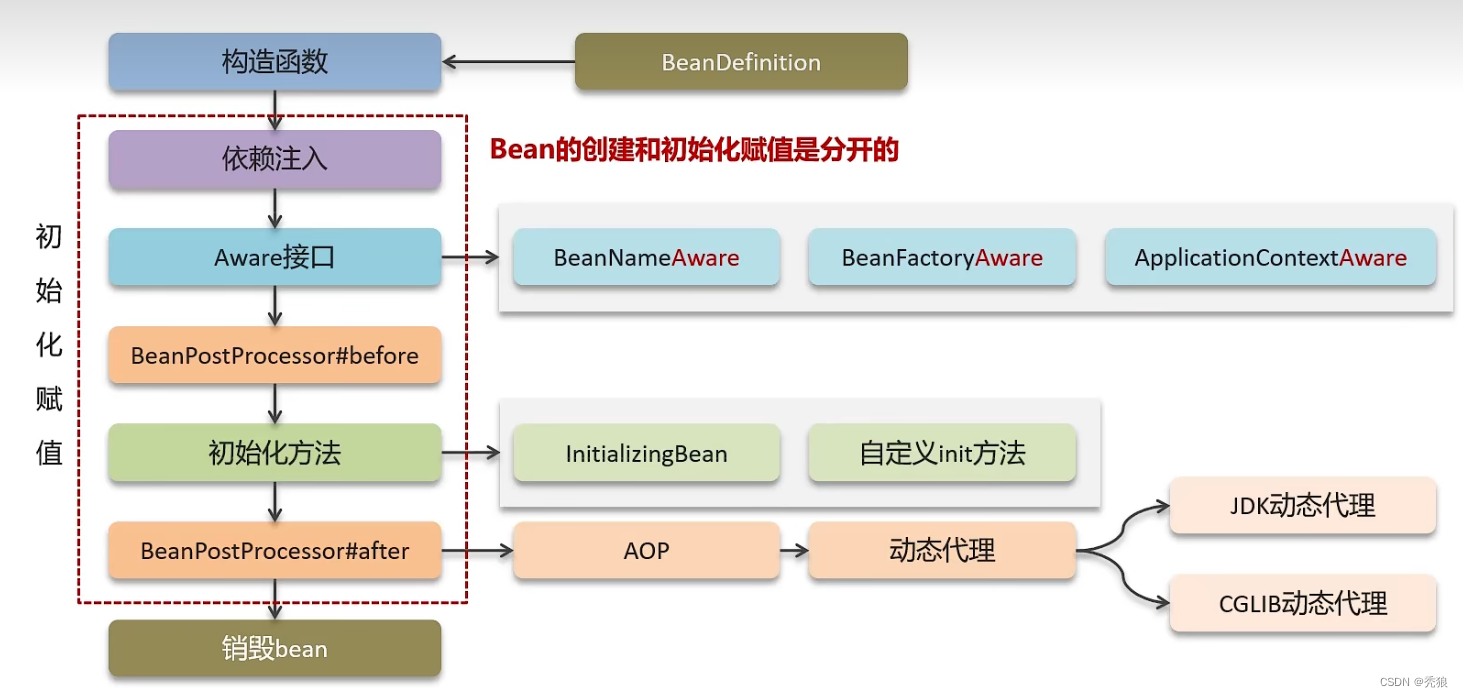 构造函数
BeanDefinition
依赖注入
Bean的创建和初始化赋值是分开的
初始化赋值
Aware接口
BeanNameAware
BeanFactoryAware
ApplicationContextAware
BeanPostProcessor#before
初始化方法
InitializingBean
自定义init方法
BeanPostProcessor#after
AOP
动态代理
JDK动态代理
CGLIB动态代理
销毁bean
CSDN @秃狼